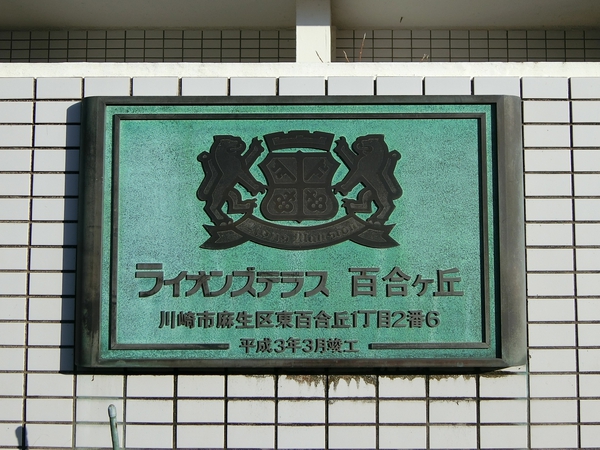 ライオンズテラス 百合ヶ丘
川崎市麻生区東百合丘1丁目2番6
平成3年3月竣工